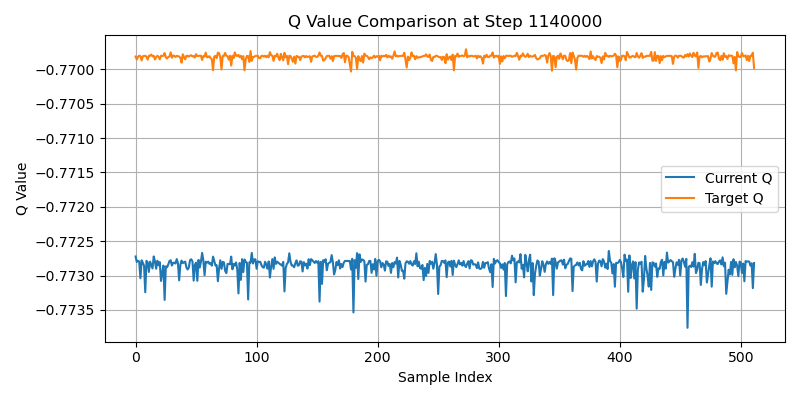 Q Value Comparison at Step 1140000
−0.7700
−0.7705
−0.7710
−0.7715
−0.7720
−0.7725
−0.7730
−0.7735
Q Value
Current Q
Target Q
0 100 200 300 400 500
Sample Index